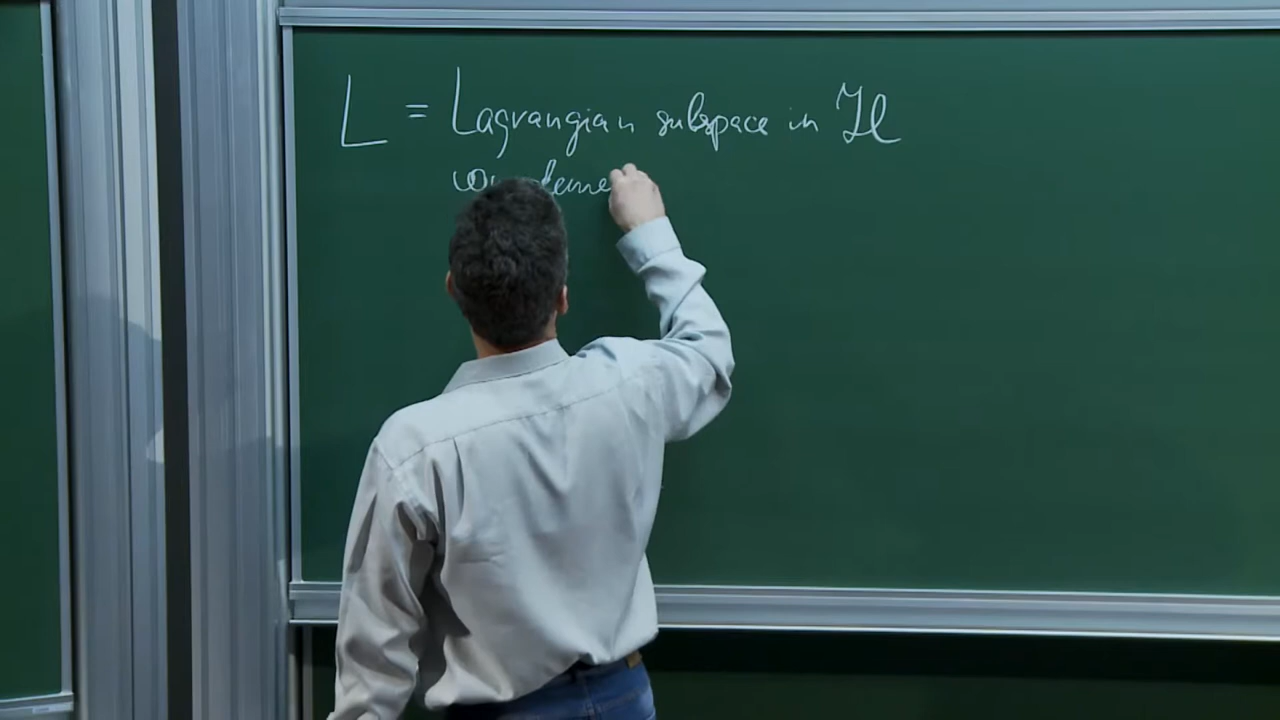 L = Lagrangian subspace in ℋ